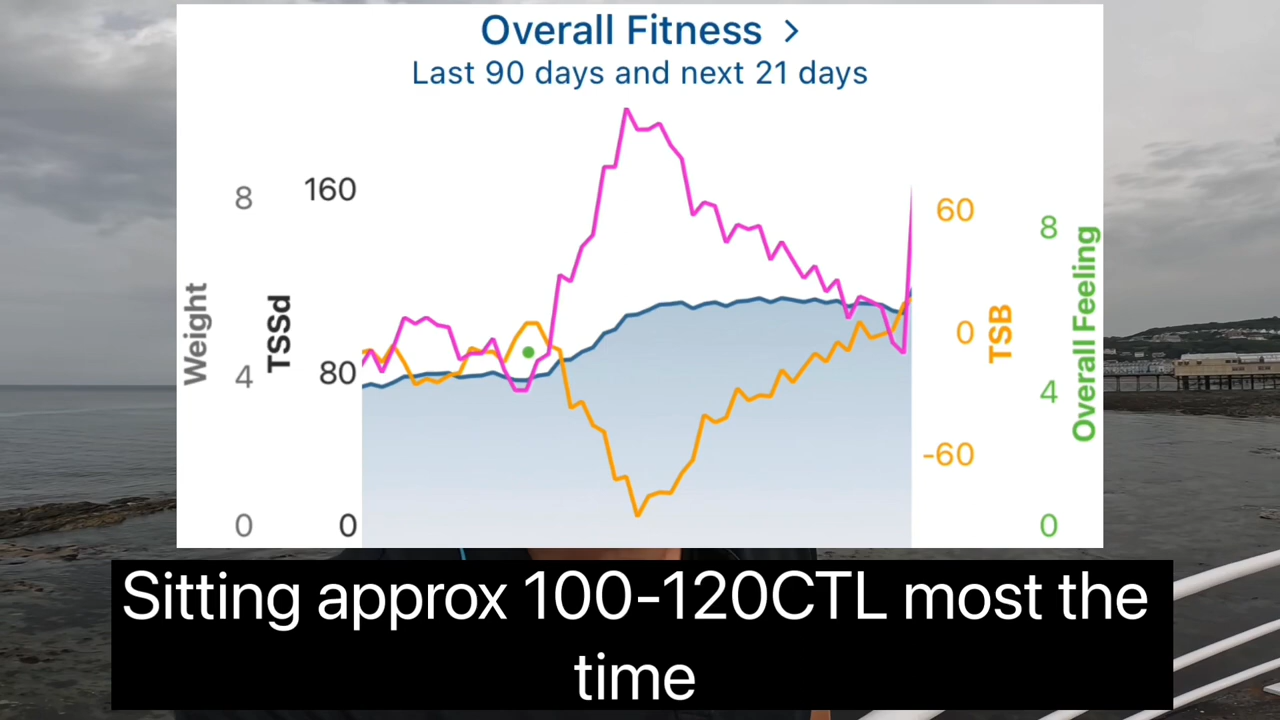 Overall Fitness >
Last 90 days and next 21 days
Weight
8
4
0
TSSd
160
80
0
60
0
-60
TSB
8
4
0
Overall Feeling
Sitting approx 100-120CTL most the
time